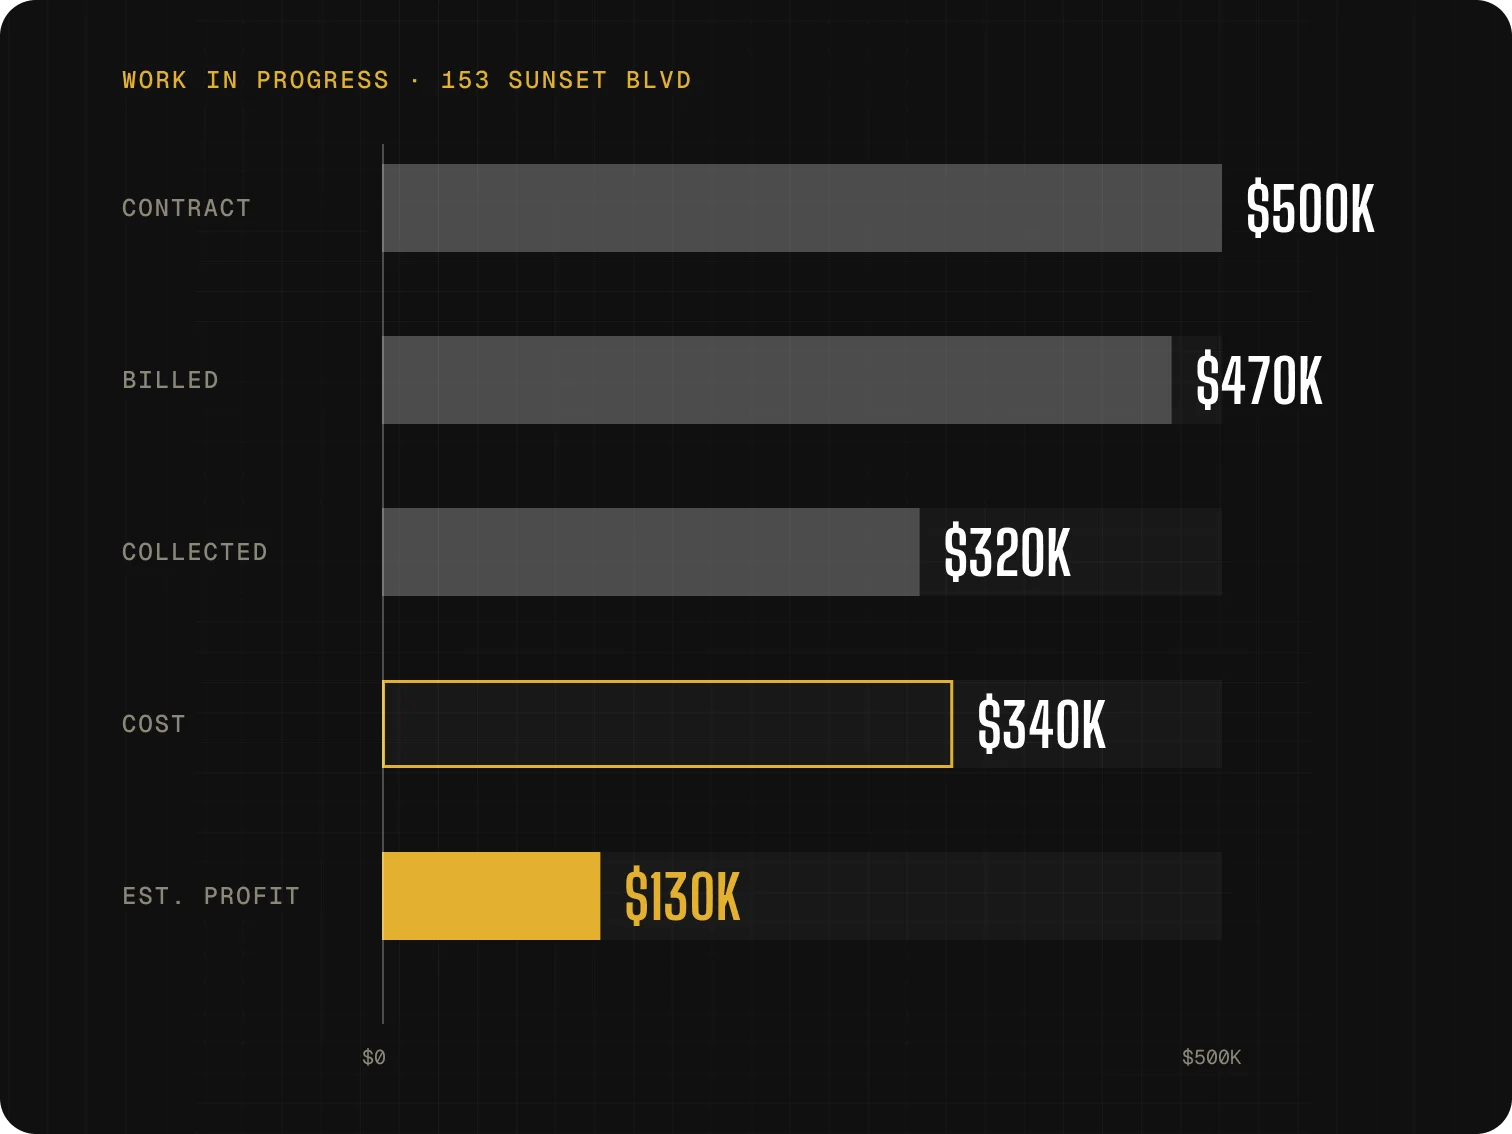 WORK IN PROGRESS · 153 SUNSET BLVD
CONTRACT $500K
BILLED $470K
COLLECTED $320K
COST $340K
EST. PROFIT $130K
$0 $500K